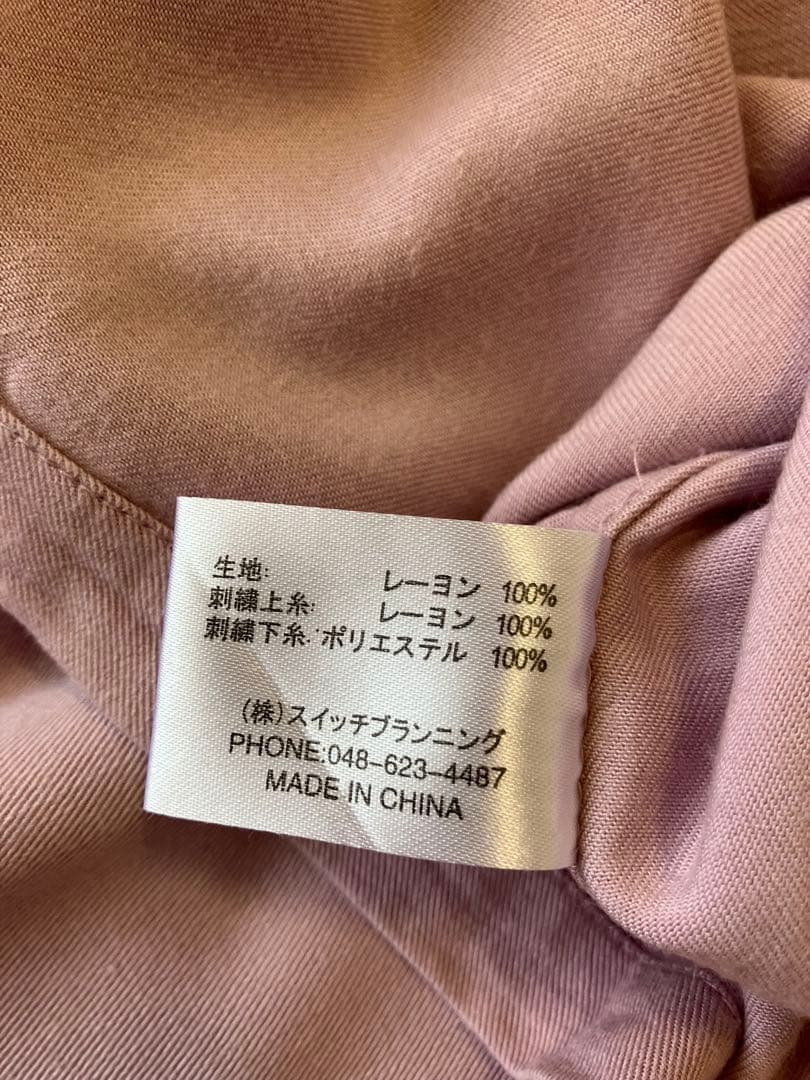 生地: レーヨン 100%
刺繍上糸: レーヨン 100%
刺繍下糸: ポリエステル 100%
(株)スイッチブランニング
PHONE:048-623-4487
MADE IN CHINA